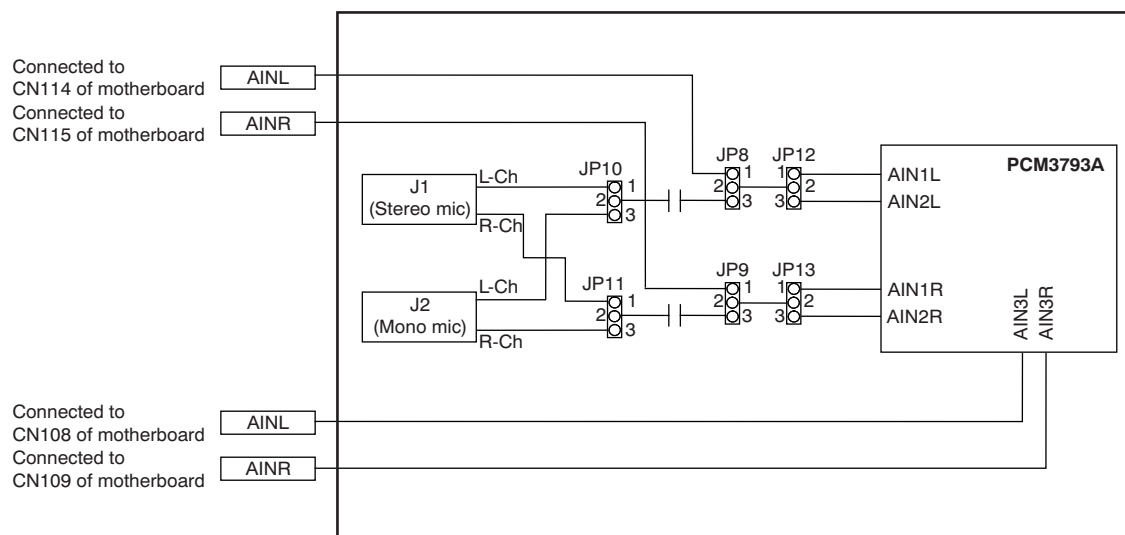 Connected to
CN114 of motherboard
AINL
Connected to
CN115 of motherboard
AINR
J1
(Stereo mic)
L-Ch
R-Ch
J2
(Mono mic)
L-Ch
R-Ch
JP10
1
2
3
JP11
1
2
3
JP8
1
2
3
JP12
1
2
3
JP9
1
2
3
JP13
1
2
3
PCM3793A
AIN1L
AIN2L
AIN1R
AIN2R
AIN3L
AIN3R
Connected to
CN108 of motherboard
AINL
Connected to
CN109 of motherboard
AINR